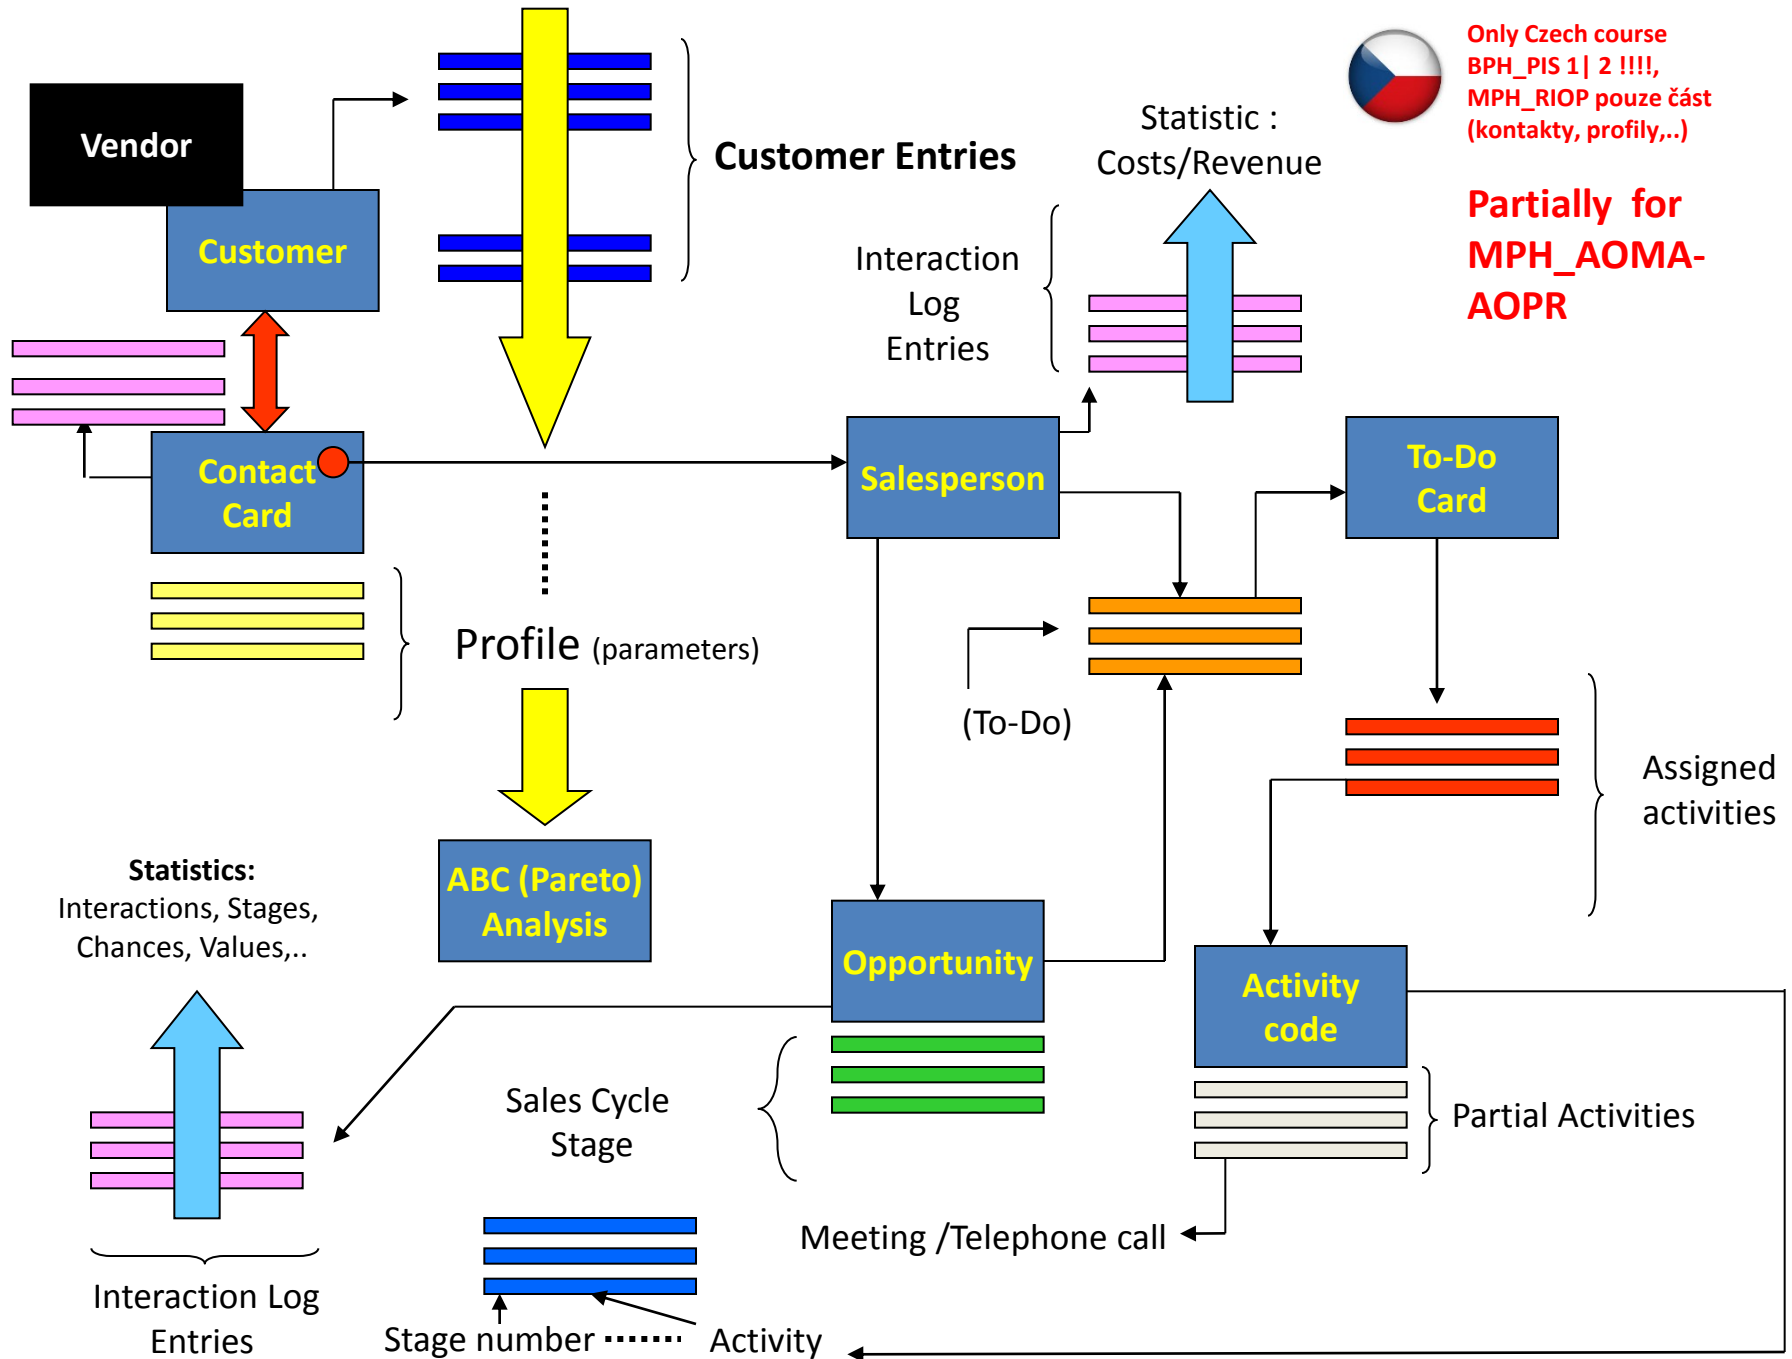 Only Czech course
BPH_PIS 1| 2 !!!!,
MPH_RIOP pouze část
(kontakty, profily,..)
Partially for
MPH_AOMA-
AOPR
Vendor
Customer
Customer Entries
Statistic :
Costs/Revenue
Interaction
Log
Entries
Contact
Card
Salesperson
To-Do
Card
Profile (parameters)
(To-Do)
Assigned
activities
Statistics:
Interactions, Stages,
Chances, Values,..
ABC (Pareto)
Analysis
Opportunity
Activity
code
Sales Cycle
Stage
Partial Activities
Meeting /Telephone call
Interaction Log
Entries
Stage number
Activity